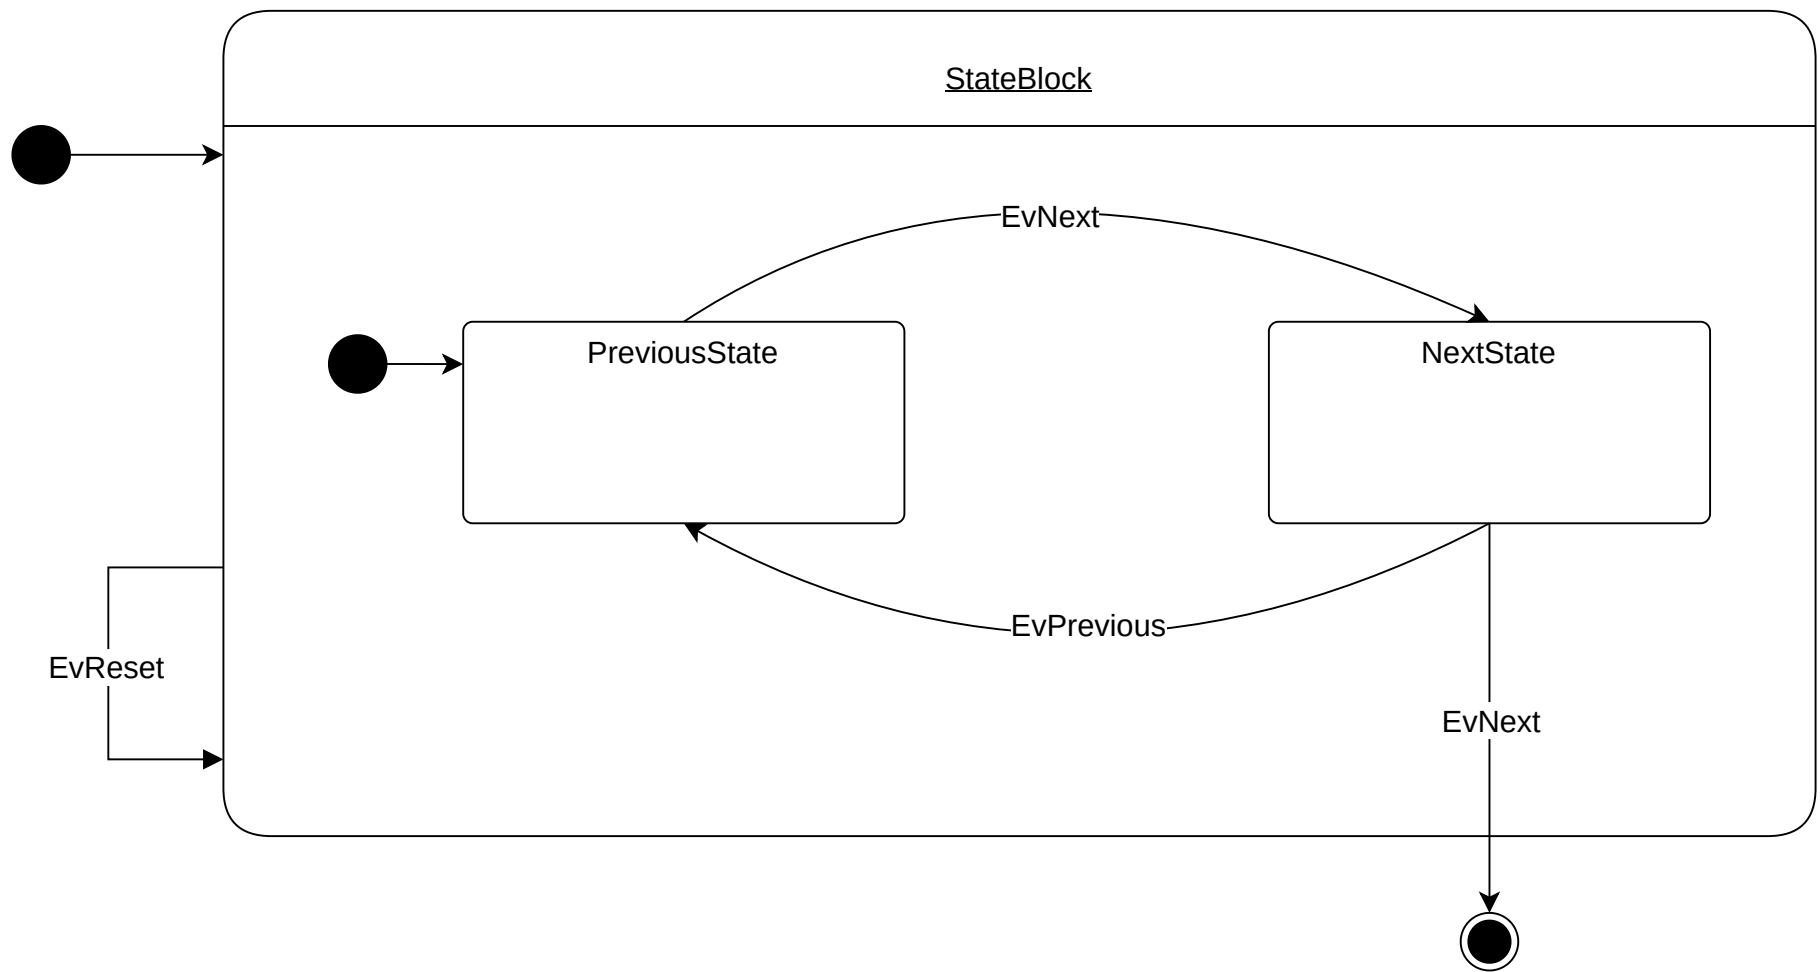 StateBlock
EvNext
PreviousState
NextState
EvPrevious
EvReset
EvNext